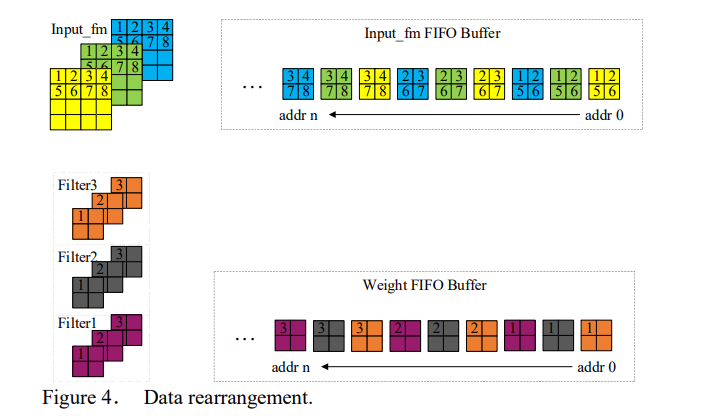 Input_fm
1 2 3 4
5 6 7 8
1 2 3 4
5 6 7 8
1 2 3 4
5 6 7 8
Input_fm FIFO Buffer
... 3 4 3 4 3 4 2 3 2 3 2 3 1 2 1 2 1 2
7 8 7 8 7 8 6 7 6 7 6 7 5 6 5 6 5 6
addr n addr 0
Filter3 3
2
1
Filter2 3
2
1
Filter1 3
2
1
Weight FIFO Buffer
... 3 3 3 2 2 2 1 1 1
addr n addr 0
Figure 4. Data rearrangement.